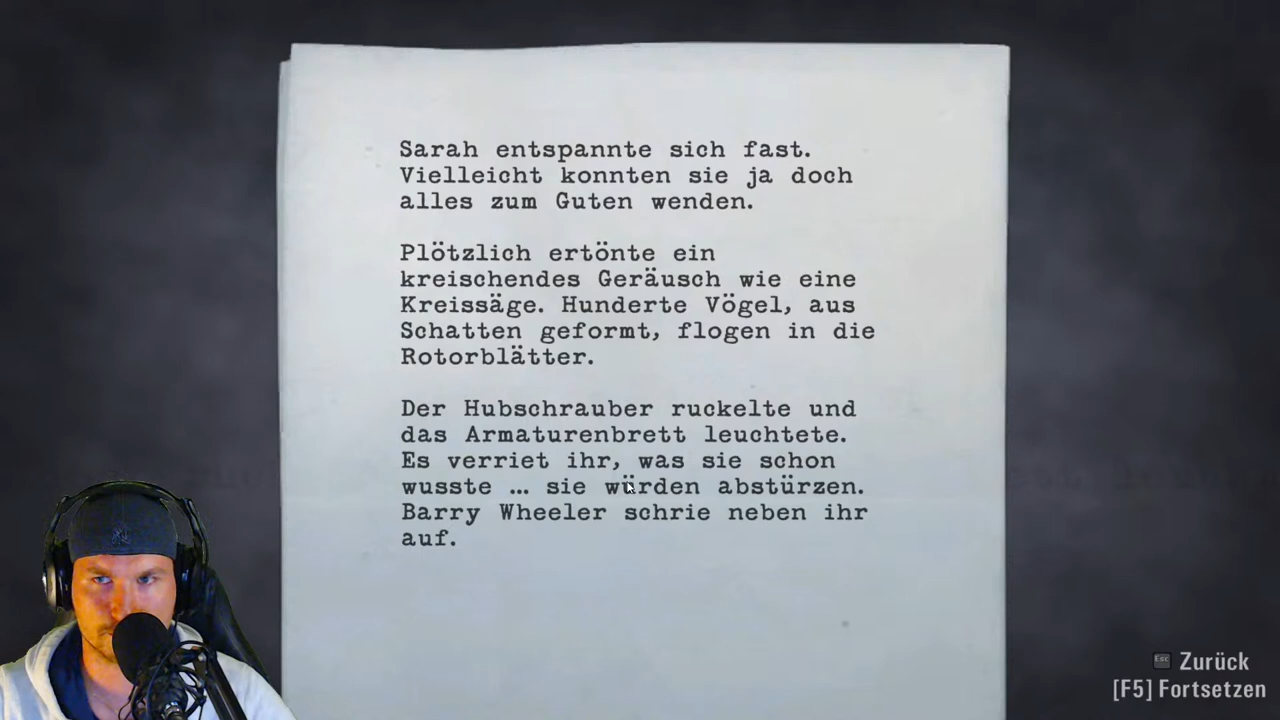 Sarah entspannte sich fast.
Vielleicht konnten sie ja doch
alles zum Guten wenden.
Plötzlich ertönte ein
kreischendes Geräusch wie eine
Kreissäge. Hunderte Vögel, aus
Schatten geformt, flogen in die
Rotorblätter.
Der Hubschrauber ruckelte und
das Armaturenbrett leuchtete.
Es verriet ihr, was sie schon
wusste … sie würden abstürzen.
Barry Wheeler schrie neben ihr
auf.
Esc Zurück
[F5] Fortsetzen